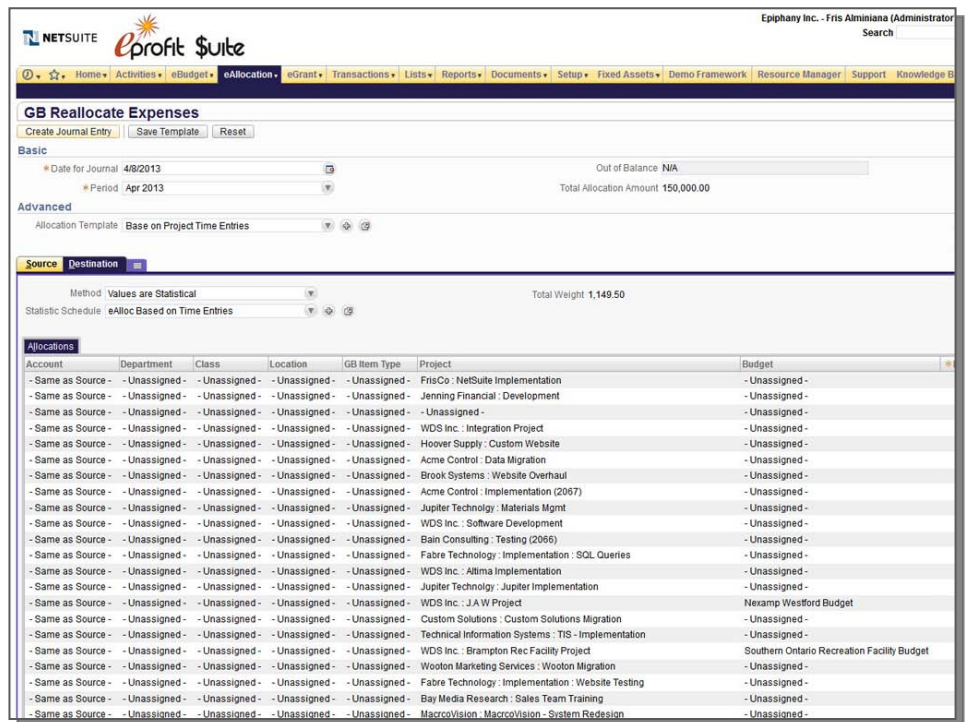 Epiphany Inc. - Fris Alminiana (Administrator
NETSUITE eprofit $uite Search
Home Activities eBudget eAllocation eGrant Transactions Lists Reports Documents Setup Fixed Assets Demo Framework Resource Manager Support Knowledge B
GB Reallocate Expenses
Create Journal Entry Save Template Reset
Basic
*Date for Journal 4/8/2013 Out of Balance N/A
*Period Apr 2013 Total Allocation Amount 150,000.00
Advanced
Allocation Template Base on Project Time Entries
Source Destination
Method Values are Statistical Total Weight 1,149.50
Statistic Schedule eAlloc Based on Time Entries
Allocations
Account Department Class Location GB Item Type Project Budget *
- Same as Source - - Unassigned - - Unassigned - - Unassigned - - Unassigned - FrisCo : NetSuite Implementation - Unassigned -
- Same as Source - - Unassigned - - Unassigned - - Unassigned - - Unassigned - Jenning Financial : Development - Unassigned -
- Same as Source - - Unassigned - - Unassigned - - Unassigned - - Unassigned - - Unassigned - - Unassigned -
- Same as Source - - Unassigned - - Unassigned - - Unassigned - - Unassigned - WDS Inc. : Integration Project - Unassigned -
- Same as Source - - Unassigned - - Unassigned - - Unassigned - - Unassigned - Hoover Supply : Custom Website - Unassigned -
- Same as Source - - Unassigned - - Unassigned - - Unassigned - - Unassigned - Acme Control : Data Migration - Unassigned -
- Same as Source - - Unassigned - - Unassigned - - Unassigned - - Unassigned - Brook Systems : Website Overhaul - Unassigned -
- Same as Source - - Unassigned - - Unassigned - - Unassigned - - Unassigned - Acme Control : Implementation (2067) - Unassigned -
- Same as Source - - Unassigned - - Unassigned - - Unassigned - - Unassigned - Jupiter Technolgy : Materials Mgmt - Unassigned -
- Same as Source - - Unassigned - - Unassigned - - Unassigned - - Unassigned - WDS Inc. : Software Development - Unassigned -
- Same as Source - - Unassigned - - Unassigned - - Unassigned - - Unassigned - Bain Consulting : Testing (2066) - Unassigned -
- Same as Source - - Unassigned - - Unassigned - - Unassigned - - Unassigned - Fabre Technology : Implementation : SQL Queries - Unassigned -
- Same as Source - - Unassigned - - Unassigned - - Unassigned - - Unassigned - WDS Inc. : Altima Implementation - Unassigned -
- Same as Source - - Unassigned - - Unassigned - - Unassigned - - Unassigned - Jupiter Technolgy : Jupiter Implementation - Unassigned -
- Same as Source - - Unassigned - - Unassigned - - Unassigned - - Unassigned - WDS Inc. : J.A W Project Nexamp Westford Budget
- Same as Source - - Unassigned - - Unassigned - - Unassigned - - Unassigned - Custom Solutions : Custom Solutions Migration - Unassigned -
- Same as Source - - Unassigned - - Unassigned - - Unassigned - - Unassigned - Technical Information Systems : TIS - Implementation - Unassigned -
- Same as Source - - Unassigned - - Unassigned - - Unassigned - - Unassigned - WDS Inc. : Brampton Rec Facility Project Southern Ontario Recreation Facility Budget
- Same as Source - - Unassigned - - Unassigned - - Unassigned - - Unassigned - Wooton Marketing Services : Wooton Migration - Unassigned -
- Same as Source - - Unassigned - - Unassigned - - Unassigned - - Unassigned - Fabre Technology : Implementation : Website Testing - Unassigned -
- Same as Source - - Unassigned - - Unassigned - - Unassigned - - Unassigned - Bay Media Research : Sales Team Training - Unassigned -
- Same as Source - - Unassigned - - Unassigned - - Unassigned - - Unassigned - MacrcoVision : MacrcoVision - System Redesign - Unassigned -